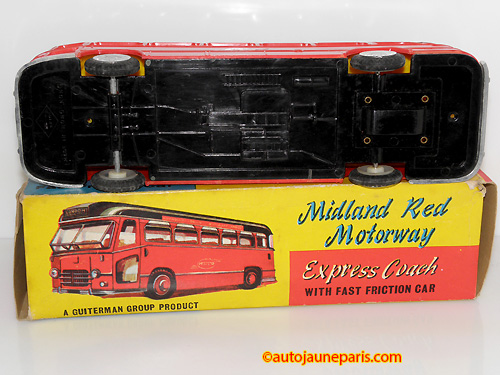 Midland Red
Motorway
Express Coach
WITH FAST FRICTION CAR
A GUITERMAN GROUP PRODUCT
©autojauneparis.com